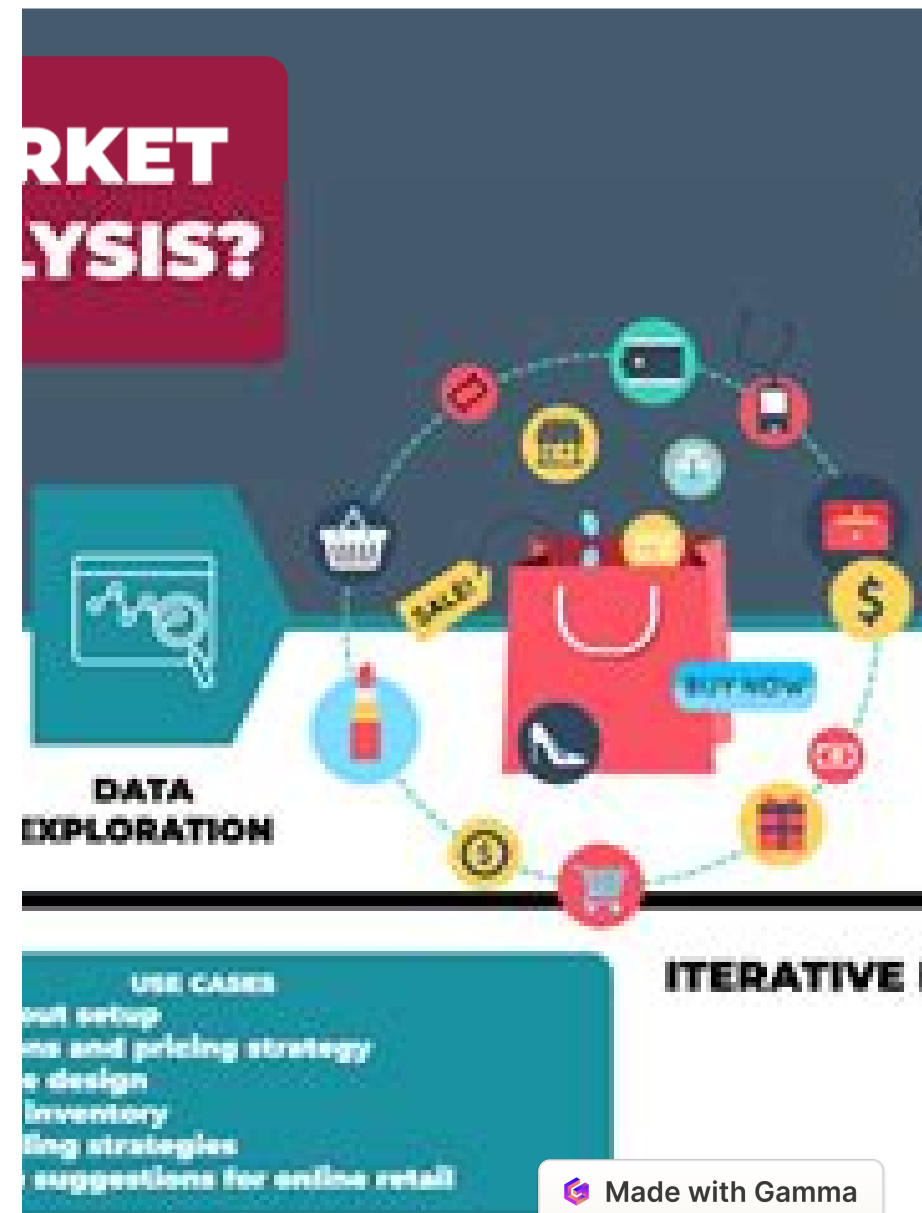 RKET
LYSIS?
SALE!
$
BUY NOW
DATA
EXPLORATION
$
ITERATIVE
USE CASES
out setup
ons and pricing strategy
e design
inventory
ling strategies
suggestions for online retail
Made with Gamma